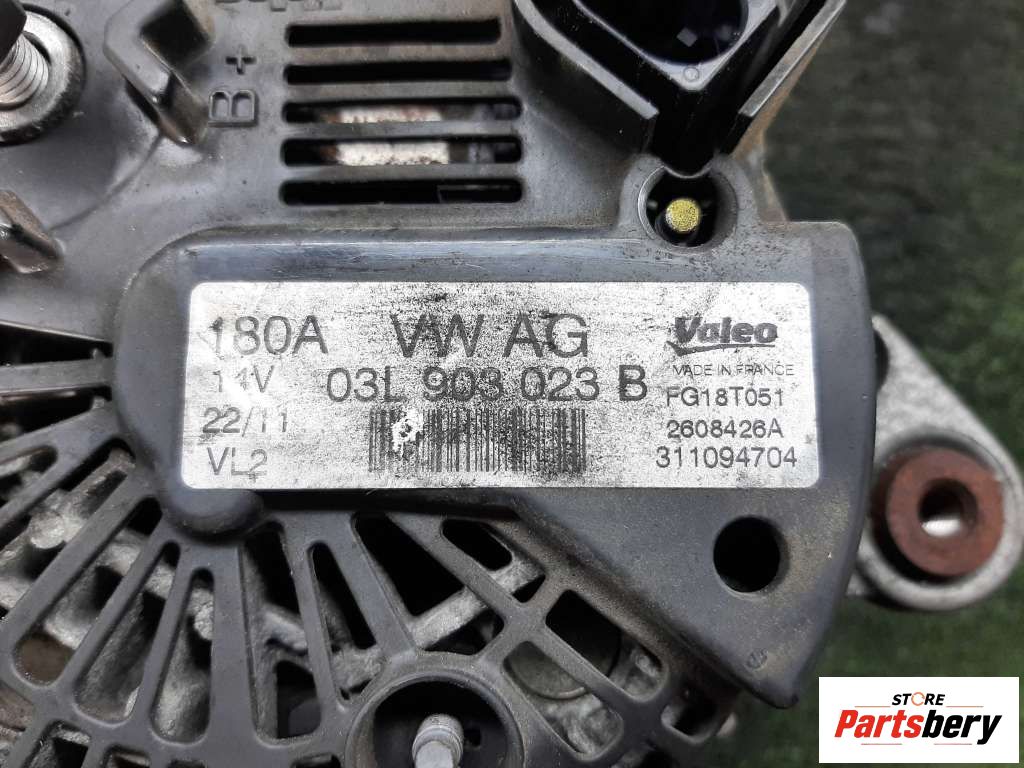 B+
180A VW AG Valeo
14V 03L 903 023 B MADE IN FRANCE
22/11 FG18T051
VL2 2608426A
311094704
STORE
Partsbery